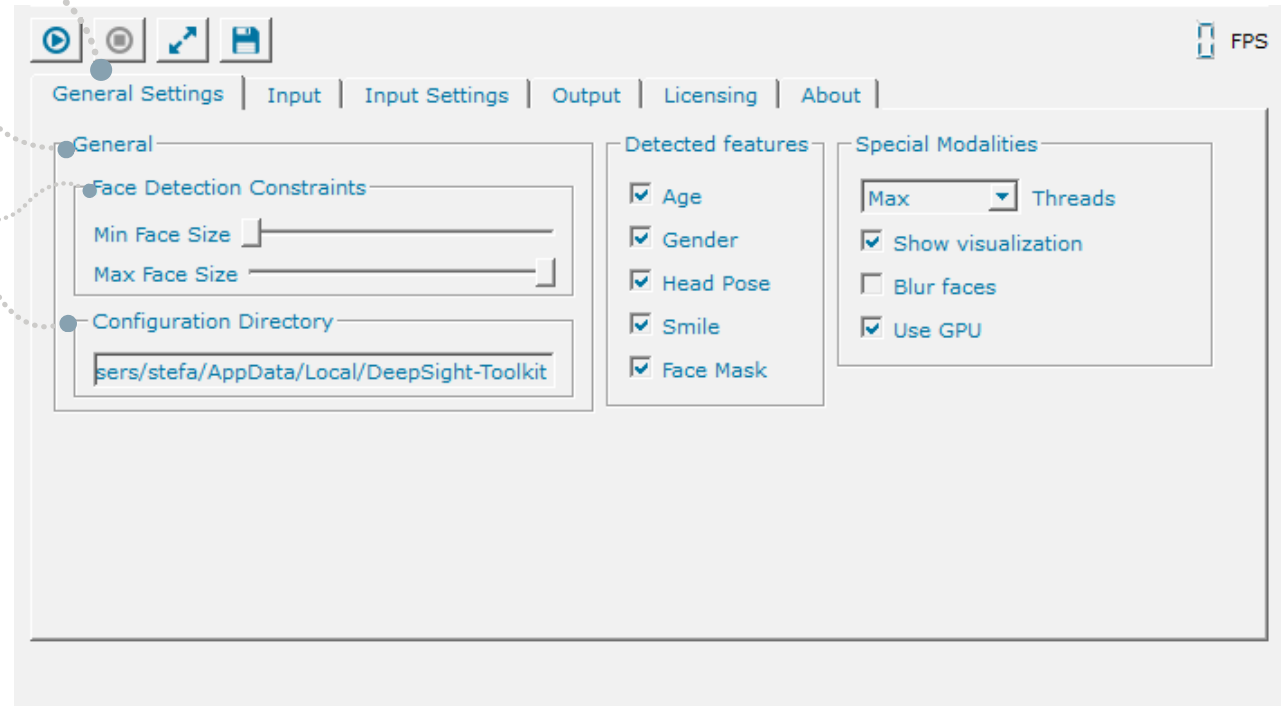 0 FPS
General Settings Input Input Settings Output Licensing About
General
Face Detection Constraints
Min Face Size
Max Face Size
Configuration Directory
sers/stefa/AppData/Local/DeepSight-Toolkit
Detected features
Age
Gender
Head Pose
Smile
Face Mask
Special Modalities
Max Threads
Show visualization
Blur faces
Use GPU